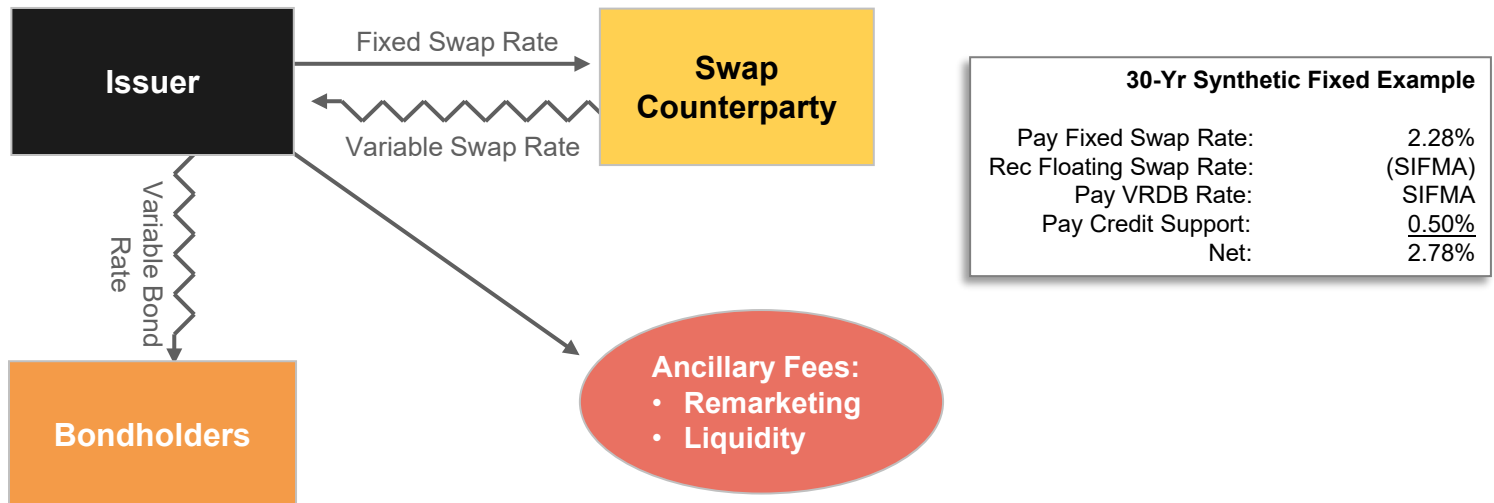 Issuer
Fixed Swap Rate
Variable Swap Rate
Swap
Counterparty
Variable Bond
Rate
Bondholders
Ancillary Fees:
• Remarketing
• Liquidity
30-Yr Synthetic Fixed Example
Pay Fixed Swap Rate: 2.28%
Rec Floating Swap Rate: (SIFMA)
Pay VRDB Rate: SIFMA
Pay Credit Support: 0.50%
Net: 2.78%